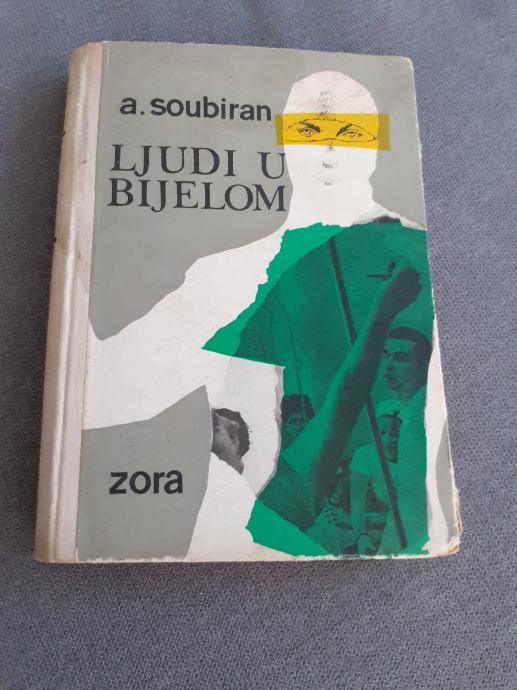 a. soubiran
LJUDI U
BIJELOM
zora